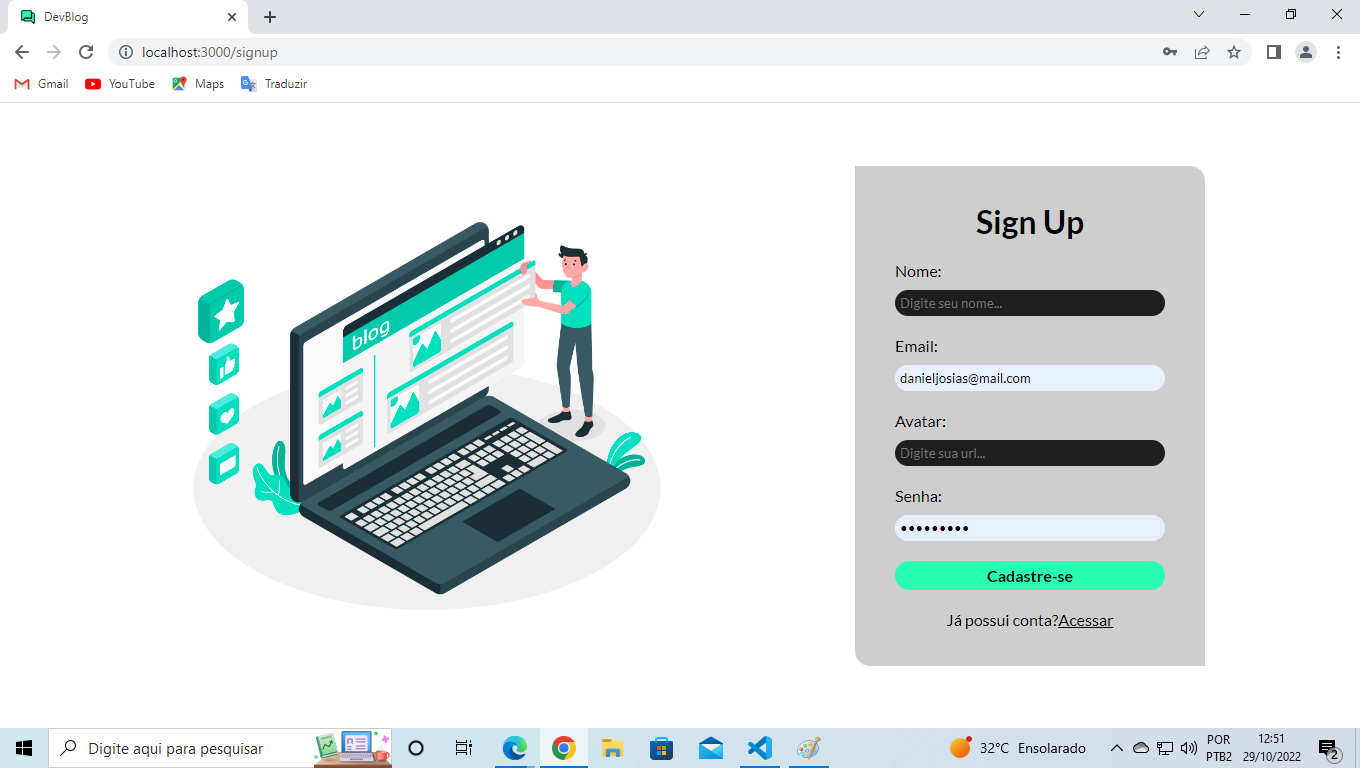 DevBlog
localhost:3000/signup
Gmail YouTube Maps Traduzir
blog
Sign Up
Nome:
Digite seu nome...
Email:
danieljosias@mail.com
Avatar:
Digite sua url...
Senha:
•••••••••
Cadastre-se
Já possui conta?Acessar
Digite aqui para pesquisar
32°C Ensolarado
POR
PTB2
12:51
29/10/2022
2